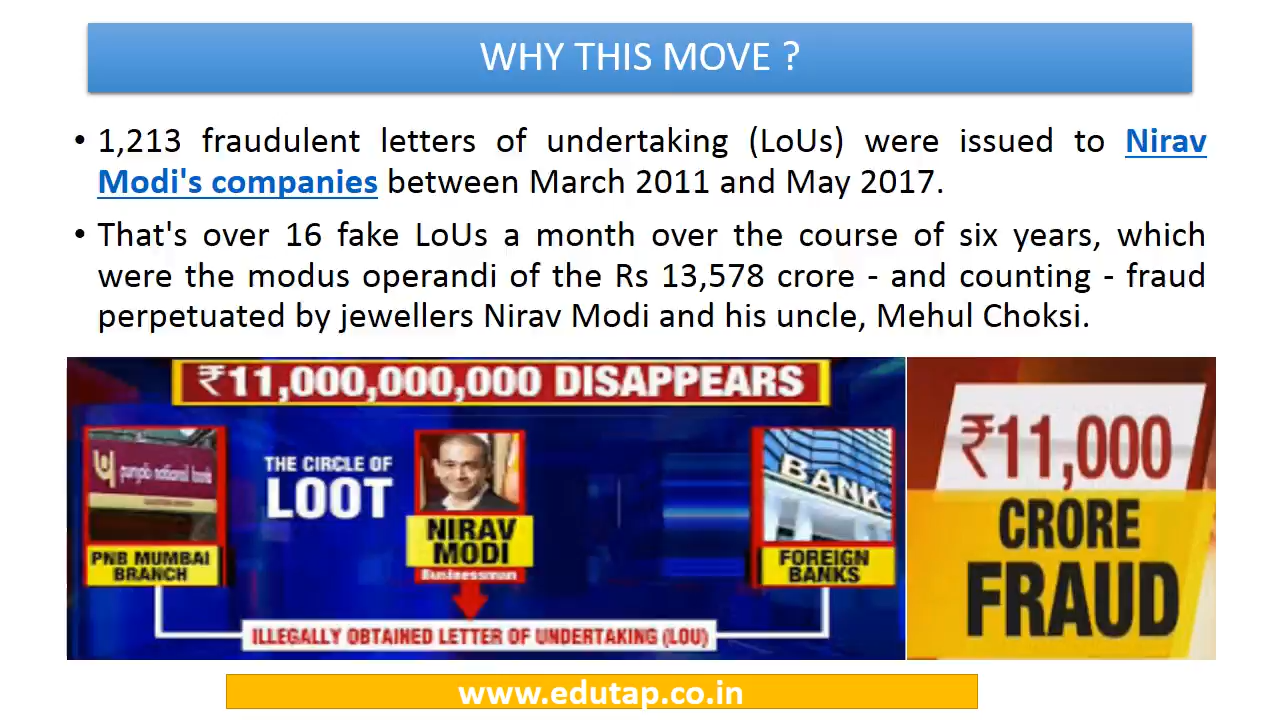 WHY THIS MOVE ?
• 1,213 fraudulent letters of undertaking (LoUs) were issued to Nirav
Modi's companies between March 2011 and May 2017.
• That's over 16 fake LoUs a month over the course of six years, which
were the modus operandi of the Rs 13,578 crore - and counting - fraud
perpetuated by jewellers Nirav Modi and his uncle, Mehul Choksi.
₹11,000,000,000 DISAPPEARS
punjab national bank
THE CIRCLE OF
LOOT
NIRAV
MODI
Businessman
BANK
PNB MUMBAI
BRANCH
FOREIGN
BANKS
ILLEGALLY OBTAINED LETTER OF UNDERTAKING (LOU)
₹11,000
CRORE
FRAUD
www.edutap.co.in